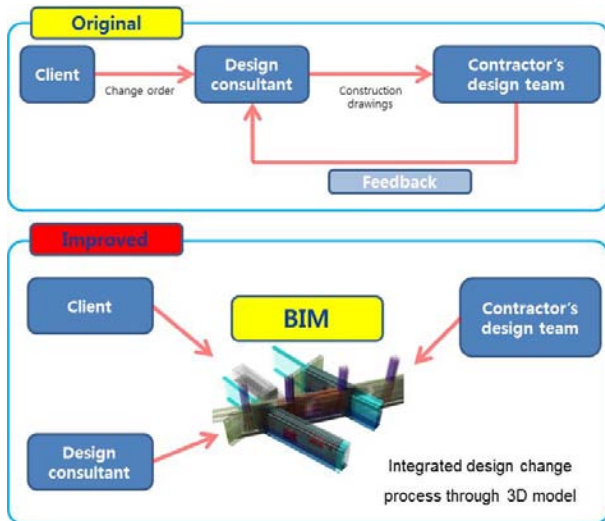 Original
Client
Change order
Design
consultant
Construction
drawings
Contractor's
design team
Feedback
Improved
Client
BIM
Contractor's
design team
Design
consultant
Integrated design change
process through 3D model